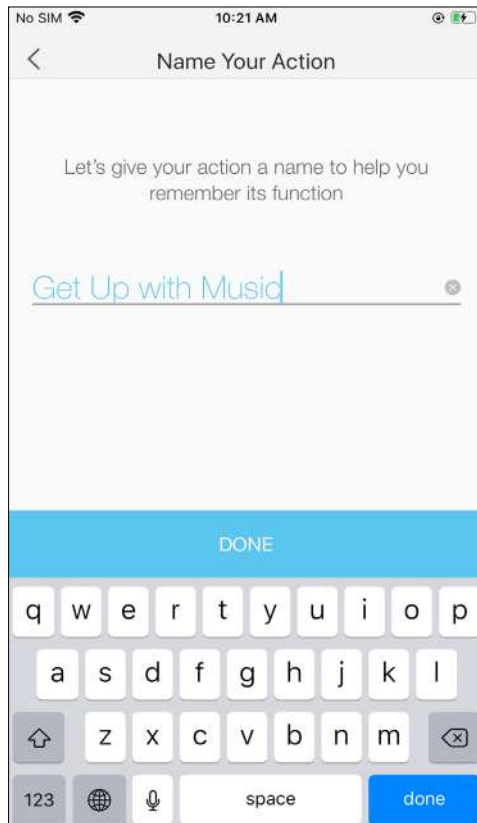 No SIM 10:21 AM
Name Your Action
Let's give your action a name to help you
remember its function
Get Up with Music
DONE
q w e r t y u i o p
a s d f g h j k l
z x c v b n m
123 space done